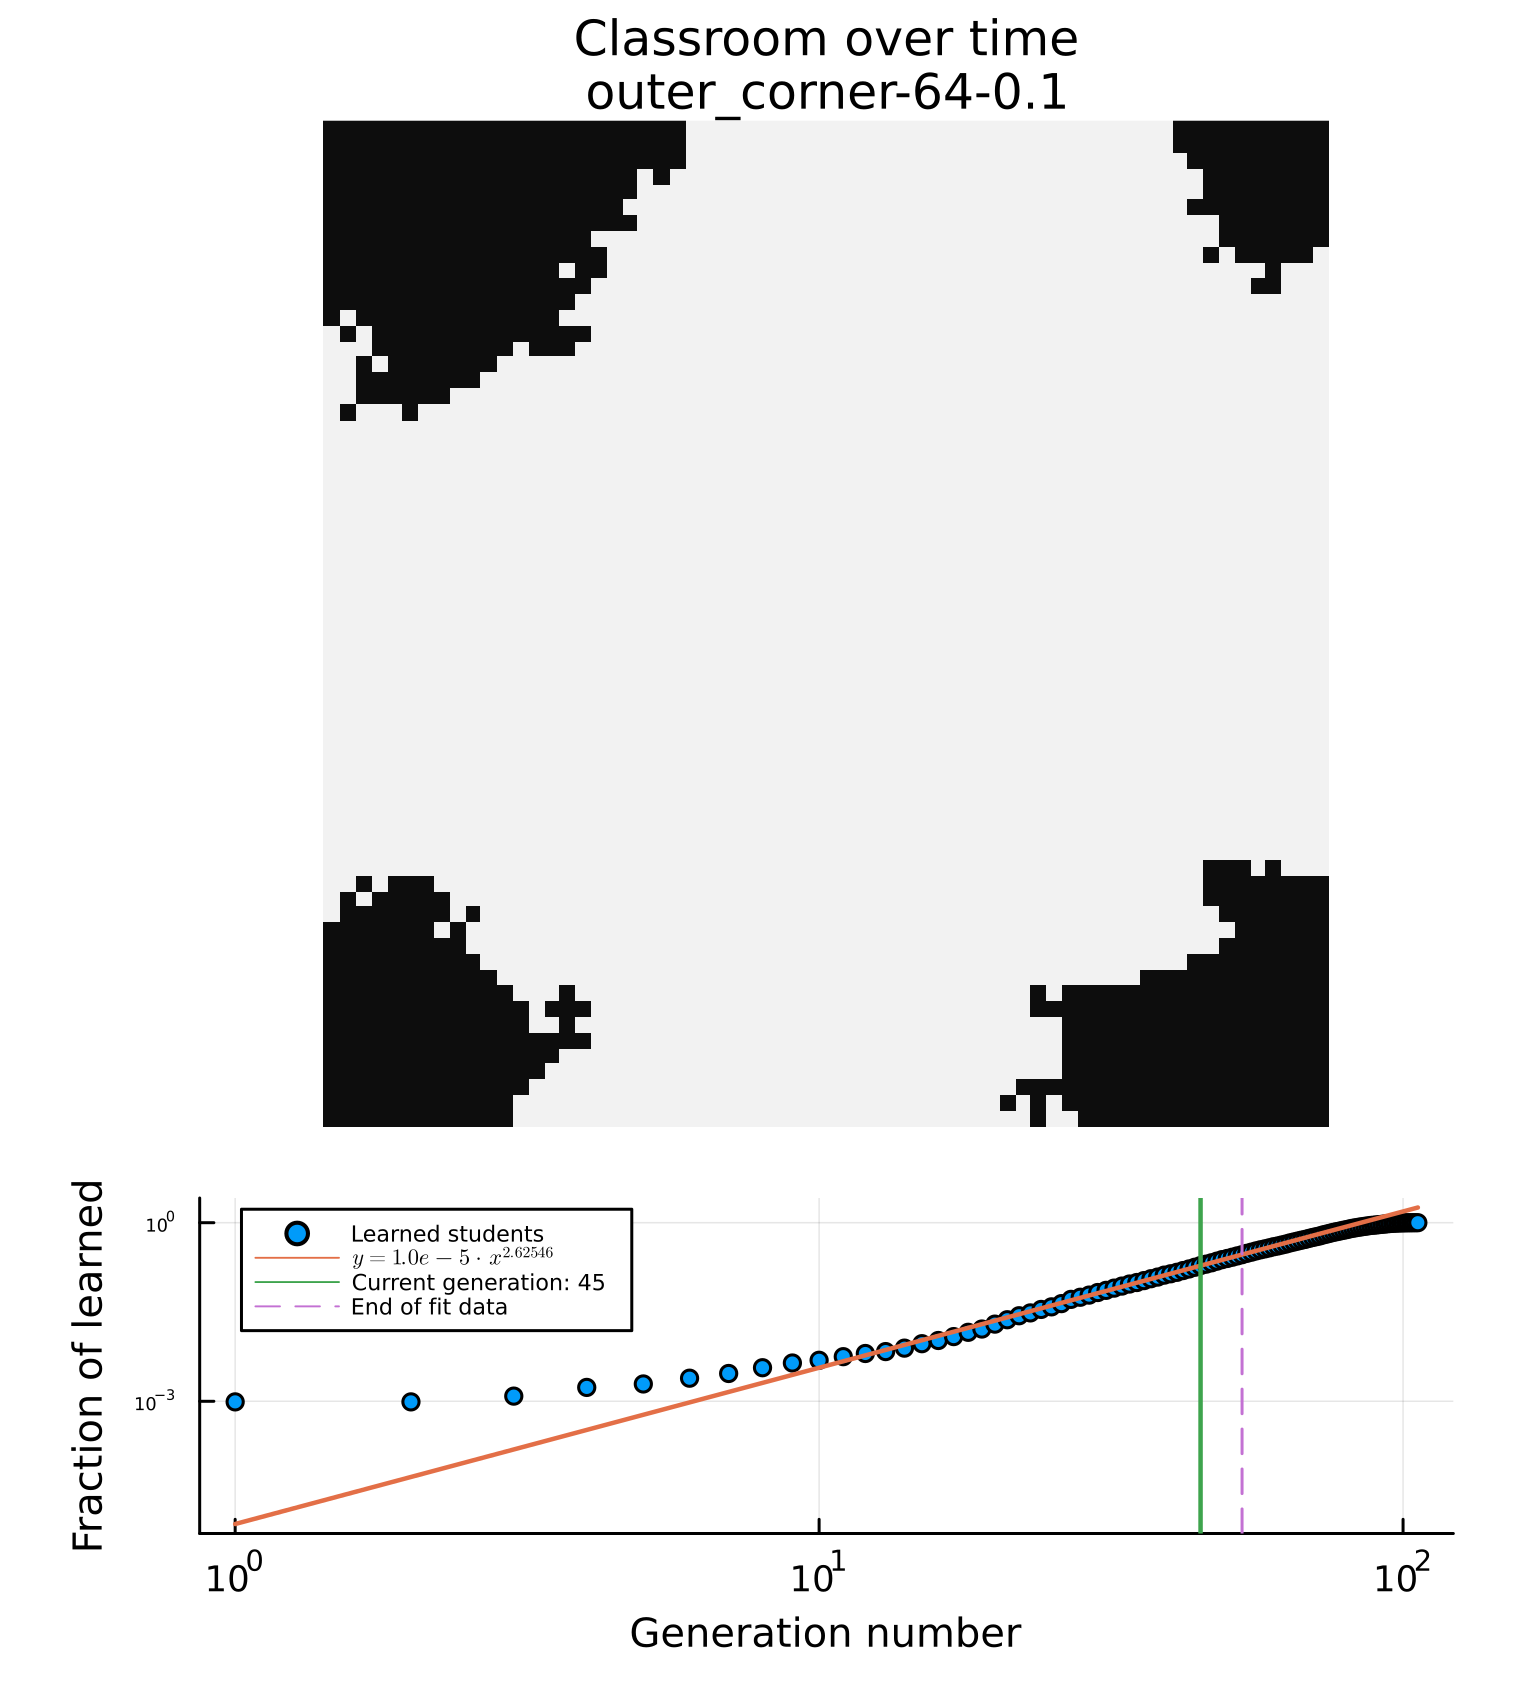 Classroom over time
outer_corner-64-0.1
Fraction of learned
10^0
10^-3
Learned students
y = 1.0e − 5 · x^2.62546
Current generation: 45
End of fit data
10^0 10^1 10^2
Generation number